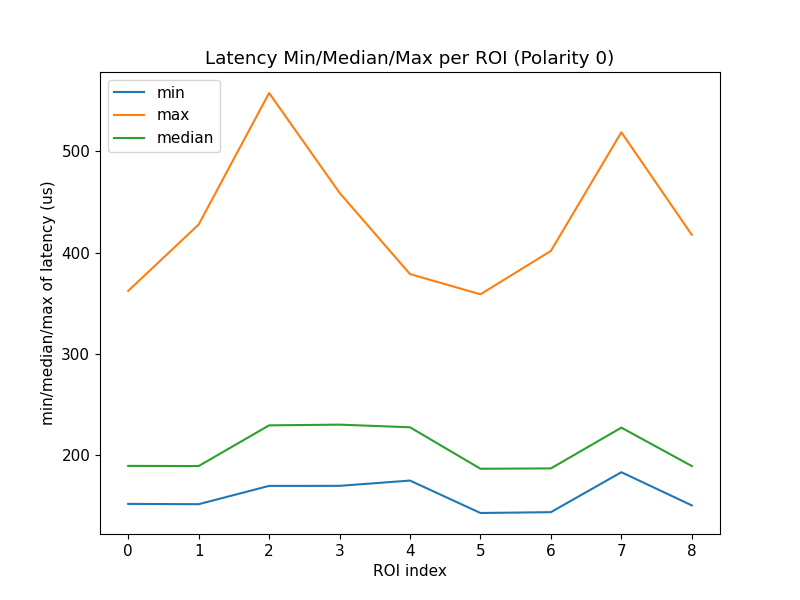 Latency Min/Median/Max per ROI (Polarity 0)
min
max
median
min/median/max of latency (us)
500
400
300
200
0 1 2 3 4 5 6 7 8
ROI index